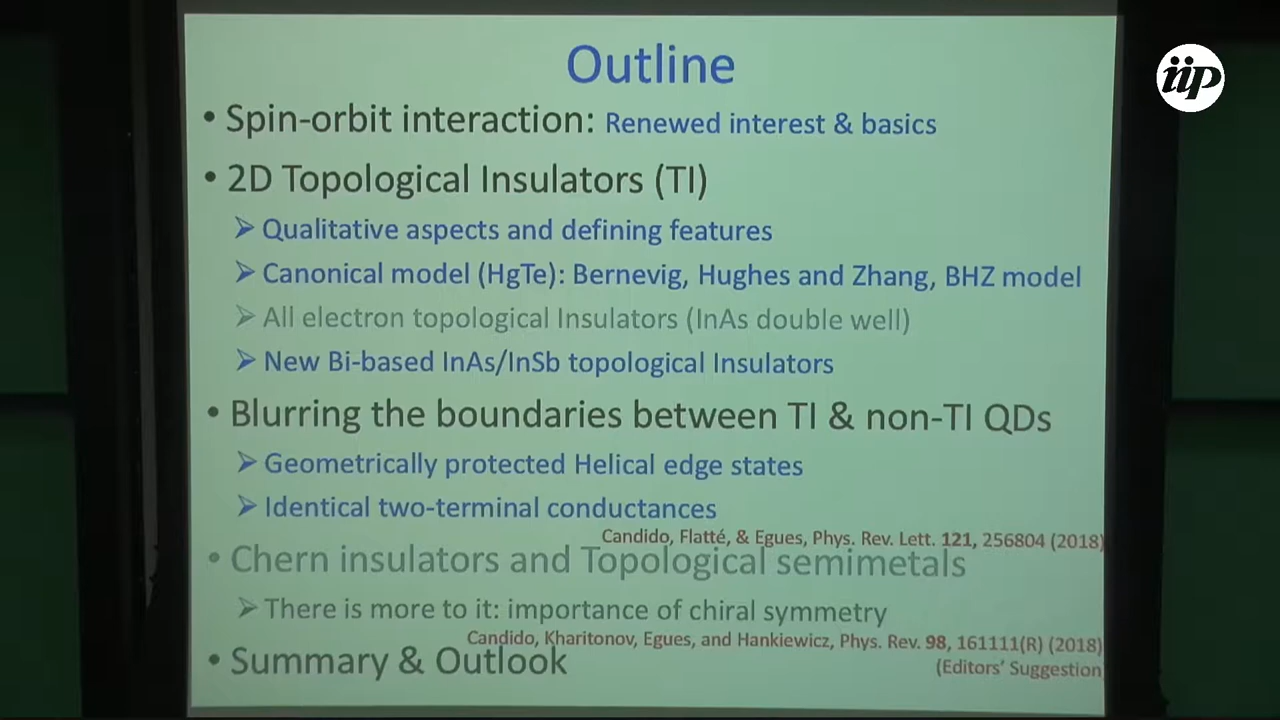 Outline
iip
• Spin-orbit interaction: Renewed interest & basics
• 2D Topological Insulators (TI)
➢ Qualitative aspects and defining features
➢ Canonical model (HgTe): Bernevig, Hughes and Zhang, BHZ model
➢ All electron topological Insulators (InAs double well)
➢ New Bi-based InAs/InSb topological Insulators
• Blurring the boundaries between TI & non-TI QDs
➢ Geometrically protected Helical edge states
➢ Identical two-terminal conductances
Candido, Flatté, & Egues, Phys. Rev. Lett. 121, 256804 (2018)
• Chern insulators and Topological semimetals
➢ There is more to it: importance of chiral symmetry
Candido, Kharitonov, Egues, and Hankiewicz, Phys. Rev. 98, 161111(R) (2018)
• Summary & Outlook
(Editors' Suggestion